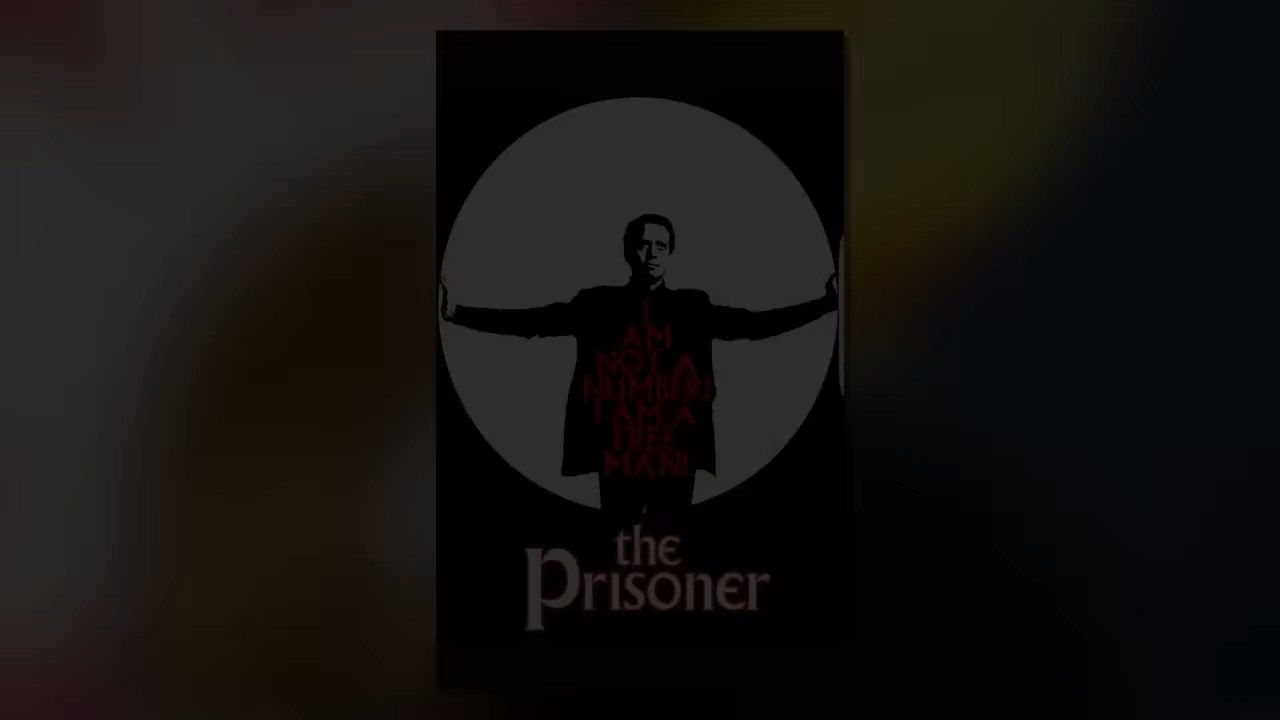 I
AM
NOT A
NUMBER!
I AM A
FREE
MAN!
the
Prisoner